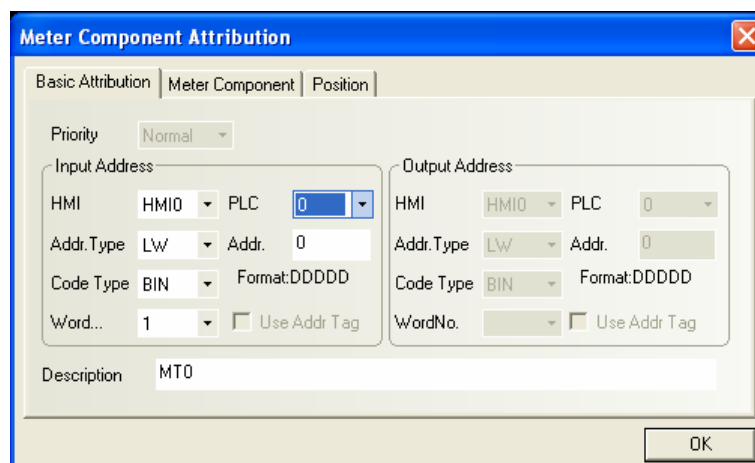 Meter Component Attribution
Basic Attribution Meter Component Position
Priority Normal
Input Address Output Address
HMI HMI0 PLC 0 HMI HMI0 PLC 0
Addr.Type LW Addr. 0 Addr.Type LW Addr. 0
Code Type BIN Format:DDDDD Code Type BIN Format:DDDDD
Word... 1 Use Addr Tag WordNo. Use Addr Tag
Description MT0
OK